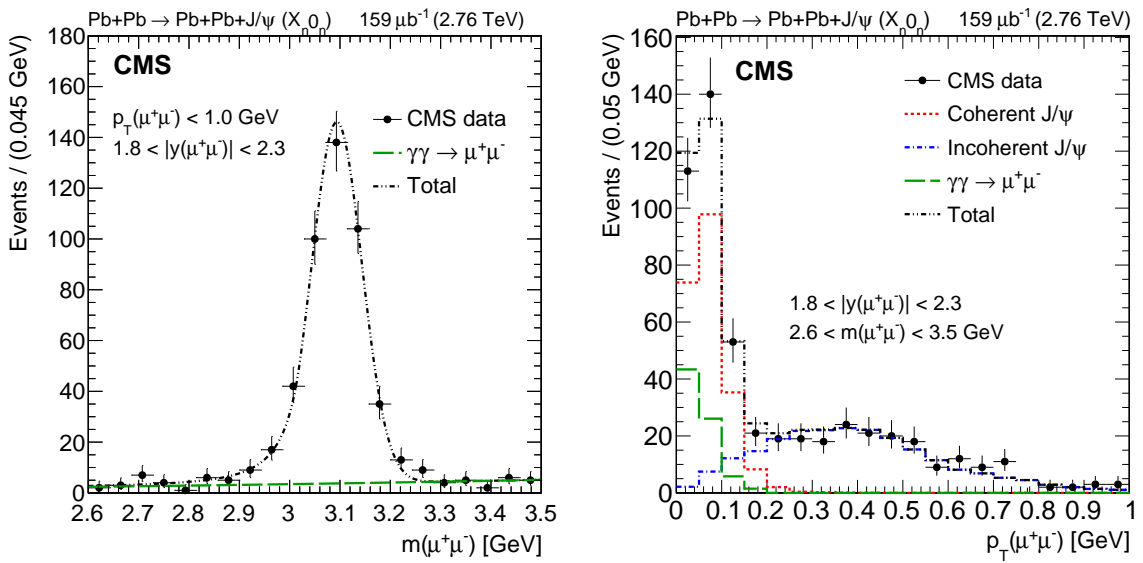 Pb+Pb → Pb+Pb+J/ψ (XₙOₙ) 159 μb⁻¹ (2.76 TeV)
CMS
p_T(μ⁺μ⁻) < 1.0 GeV
1.8 < |y(μ⁺μ⁻)| < 2.3
CMS data
γγ → μ⁺μ⁻
Total
Events / (0.045 GeV)
180
160
140
120
100
80
60
40
20
0
2.6 2.7 2.8 2.9 3 3.1 3.2 3.3 3.4 3.5
m(μ⁺μ⁻) [GeV]
Pb+Pb → Pb+Pb+J/ψ (XₙOₙ) 159 μb⁻¹ (2.76 TeV)
CMS
CMS data
Coherent J/ψ
Incoherent J/ψ
γγ → μ⁺μ⁻
Total
1.8 < |y(μ⁺μ⁻)| < 2.3
2.6 < m(μ⁺μ⁻) < 3.5 GeV
Events / (0.05 GeV)
160
140
120
100
80
60
40
20
0
0 0.1 0.2 0.3 0.4 0.5 0.6 0.7 0.8 0.9 1
p_T(μ⁺μ⁻) [GeV]